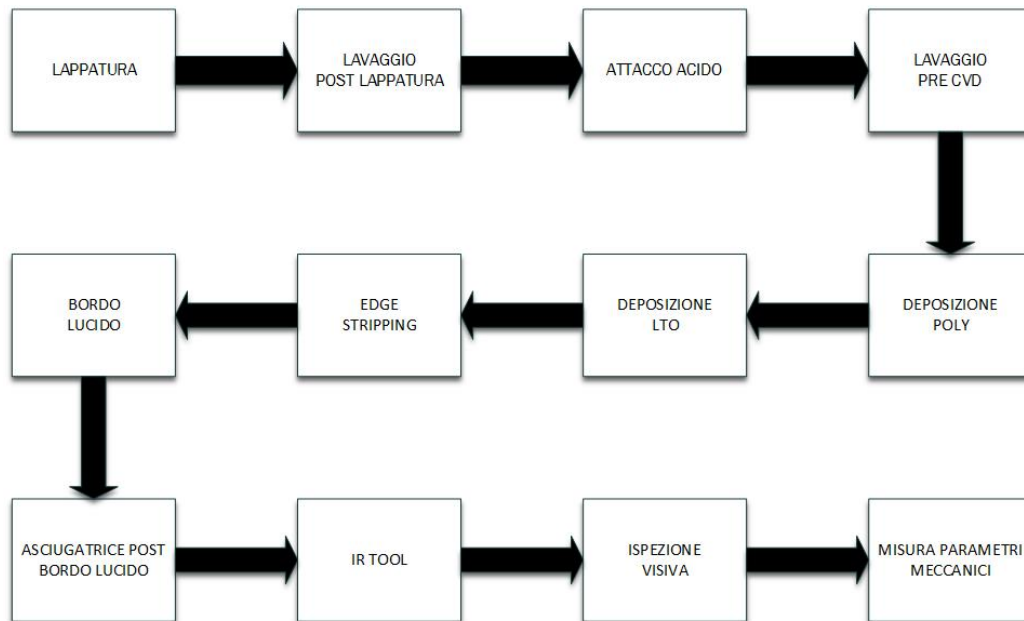 LAPPATURA
LAVAGGIO
POST LAPPATURA
ATTACCO ACIDO
LAVAGGIO
PRE CVD
DEPOSIZIONE
POLY
DEPOSIZIONE
LTO
EDGE
STRIPPING
BORDO
LUCIDO
ASCIUGATRICE POST
BORDO LUCIDO
IR TOOL
ISPEZIONE
VISIVA
MISURA PARAMETRI
MECCANICI